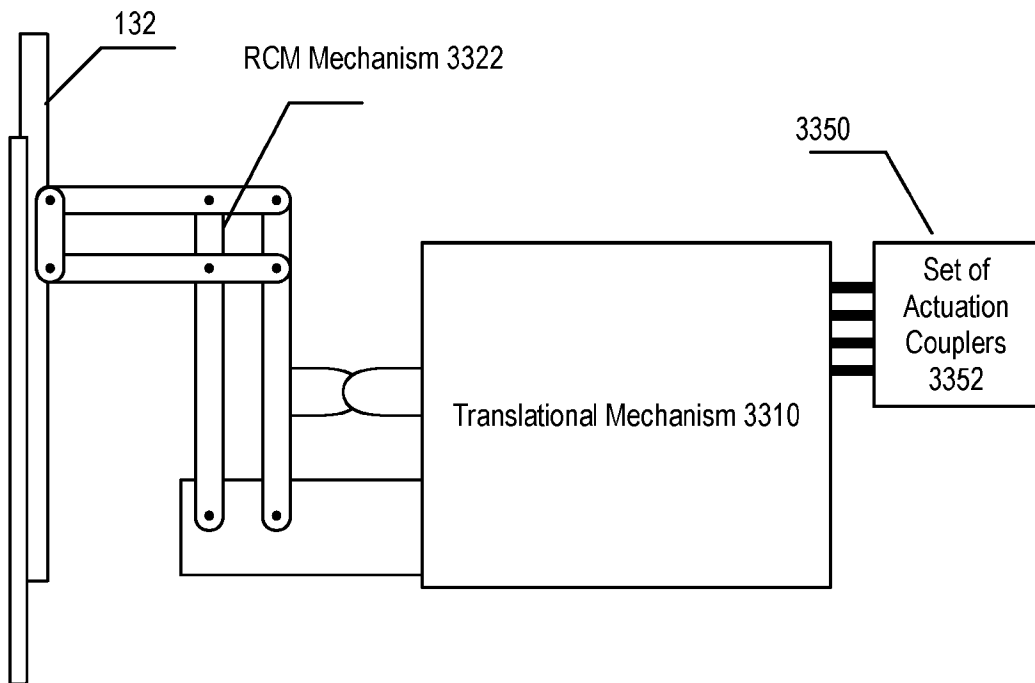 132
RCM Mechanism 3322
3350
Set of
Actuation
Couplers
3352
Translational Mechanism 3310